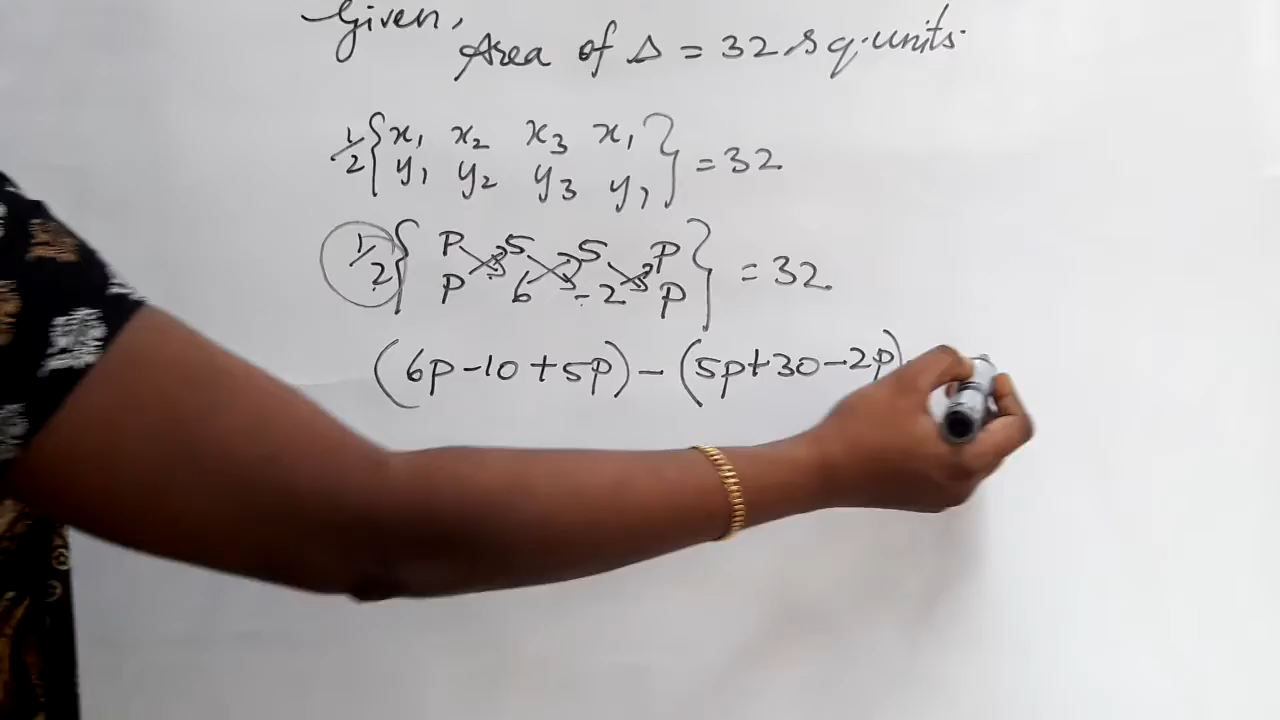 Given,
Area of Δ = 32 sq.units.
1/2 { x₁ x₂ x₃ x₁
y₁ y₂ y₃ y₁ } = 32
1/2 { P 5 5 P
P 6 -2 P } = 32
(6p-10+5p)-(5p+30-2p)